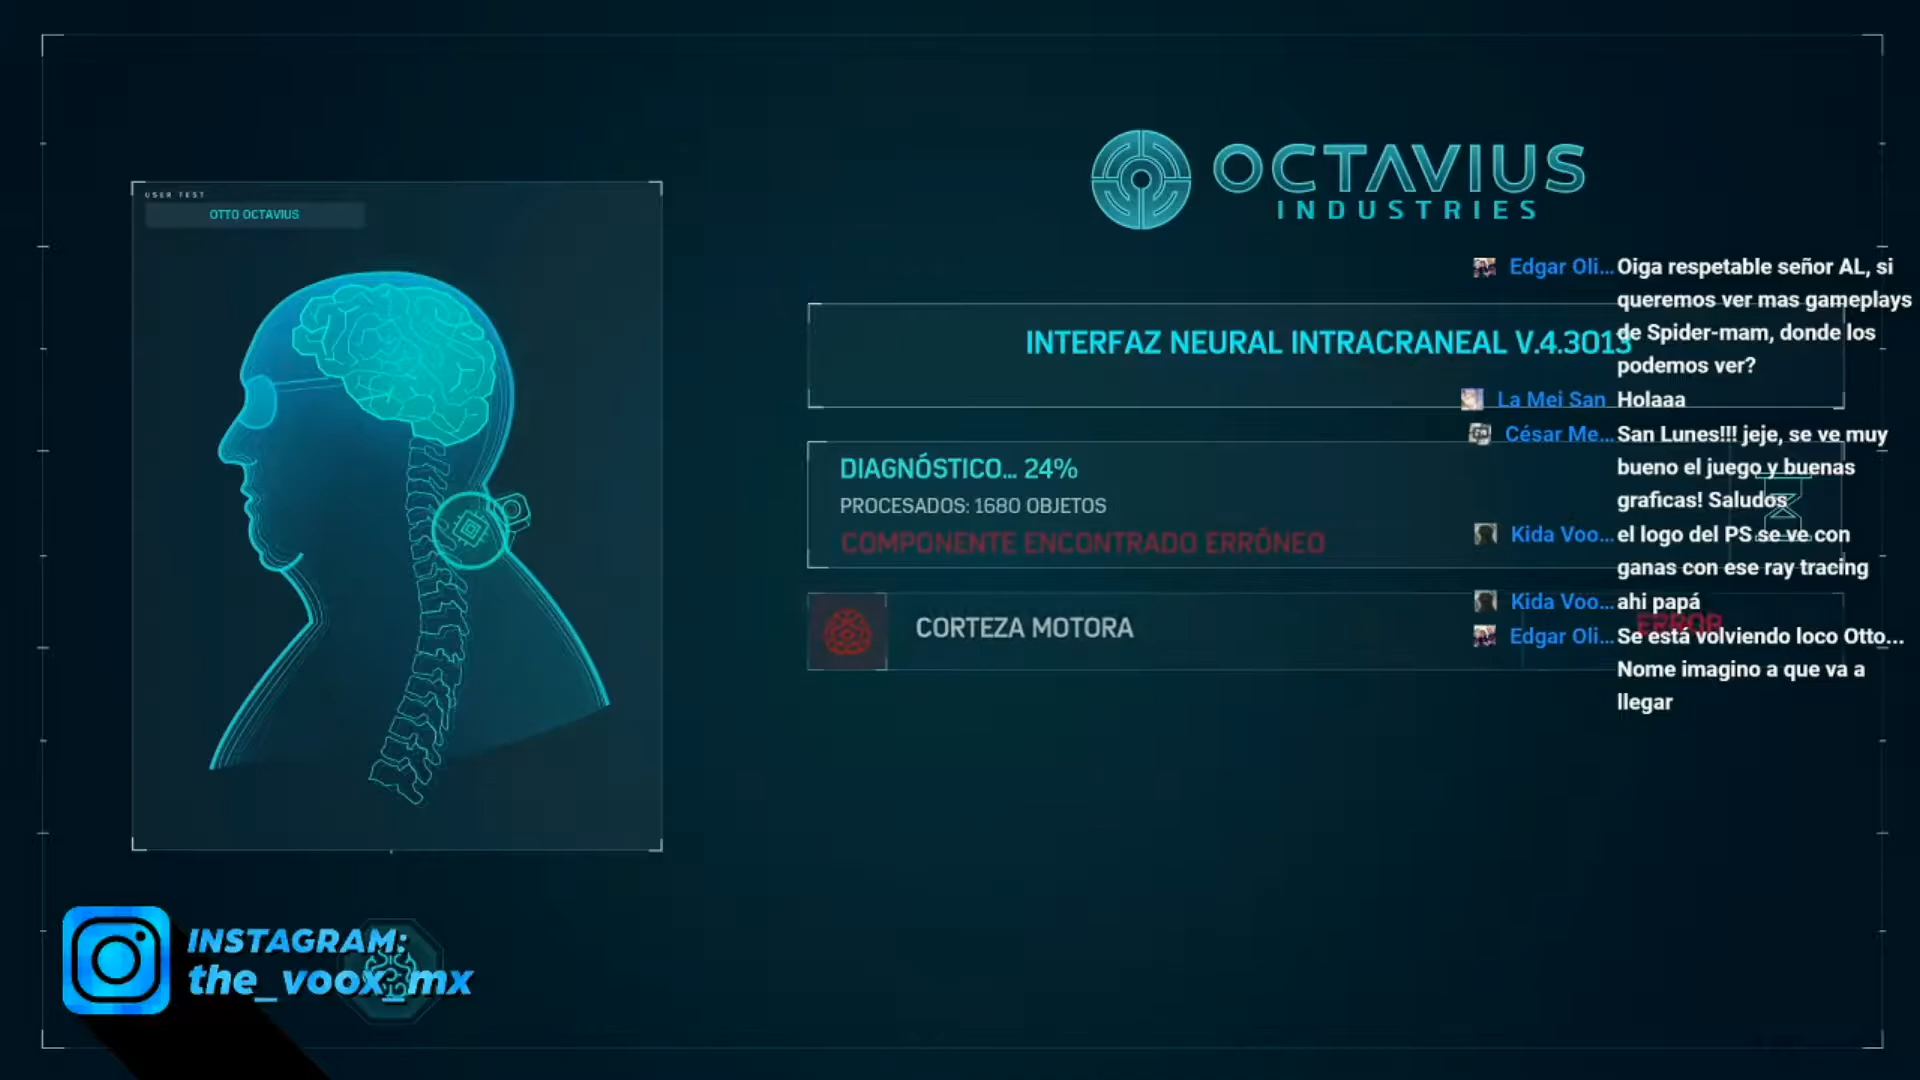 USER TEST
OTTO OCTAVIUS
OCTAVIUS
INDUSTRIES
INTERFAZ NEURAL INTRACRANEAL V.4.3013
DIAGNÓSTICO... 24%
PROCESADOS: 1680 OBJETOS
COMPONENTE ENCONTRADO ERRÓNEO
CORTEZA MOTORA
ERROR
Edgar Oli... Oiga respetable señor AL, si
queremos ver mas gameplays
de Spider-mam, donde los
podemos ver?
La Mei San Holaaa
César Me... San Lunes!!! jeje, se ve muy
bueno el juego y buenas
graficas! Saludos
Kida Voo... el logo del PS se ve con
ganas con ese ray tracing
Kida Voo... ahi papá
Edgar Oli... Se está volviendo loco Otto...
Nome imagino a que va a
llegar
INSTAGRAM:
the_voox_mx